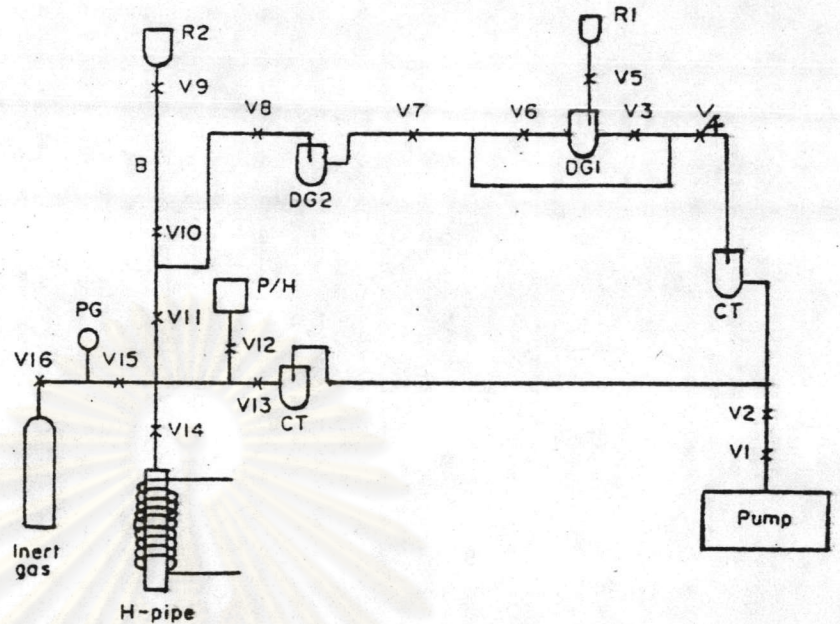 R2
R1
V9
V5
V8
V7
V6
V3
V4
B
DG2
DG1
V10
P/H
PG
V11
CT
V16
V15
V12
V13
CT
V2
V14
V1
Pump
Inert
gas
H-pipe